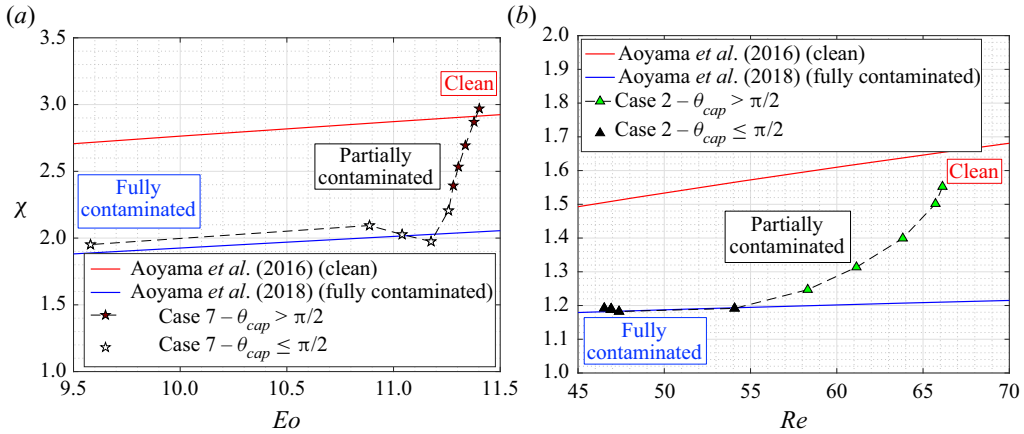 (a)
3.5
3.0
2.5
χ
2.0
1.5
1.0
Clean
Partially
contaminated
Fully
contaminated
Aoyama et al. (2016) (clean)
Aoyama et al. (2018) (fully contaminated)
Case 7 – θcap > π/2
Case 7 – θcap ≤ π/2
9.5 10.0 10.5 11.0 11.5
Eo
(b)
2.0
1.9
1.8
1.7
1.6
1.5
1.4
1.3
1.2
1.1
1.0
Aoyama et al. (2016) (clean)
Aoyama et al. (2018) (fully contaminated)
Case 2 – θcap > π/2
Case 2 – θcap ≤ π/2
Clean
Partially
contaminated
Fully
contaminated
45 50 55 60 65 70
Re